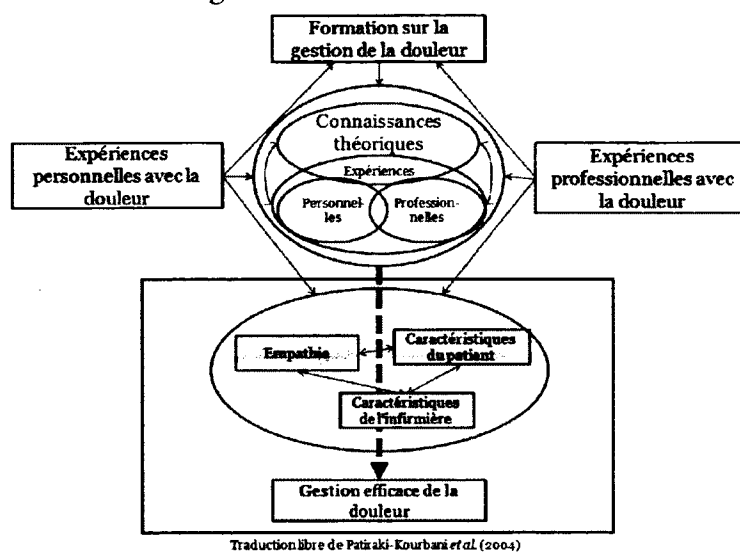 Formation sur la
gestion de la douleur
Connaissances
théoriques
Expériences
Expériences
personnelles avec la
douleur
Personnel-
les
Profession-
nelles
Expériences
professionnelles avec
la douleur
Empathie
Caractéristiques
du patiant
Caractéristiques
de l'infirmière
Gestion efficace de la
douleur
Traduction libre de Patiraki-Kourbani et al. (2004)